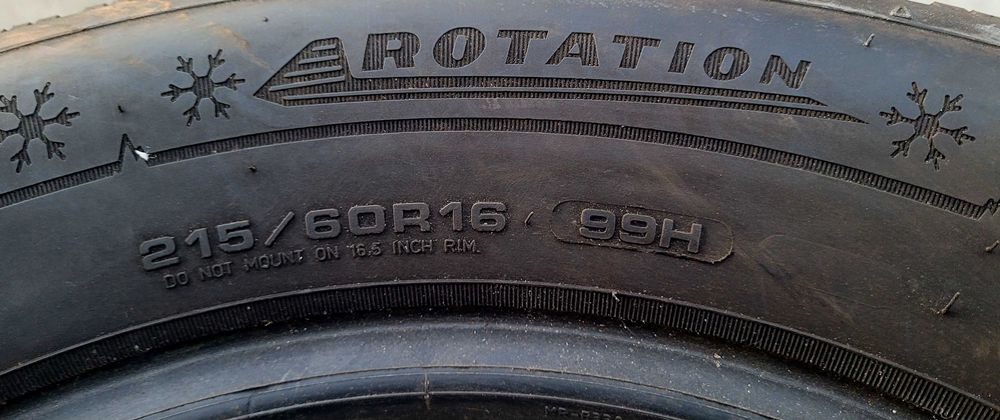 ROTATION
215/60R16 99H
DO NOT MOUNT ON 16.5 INCH RIM.